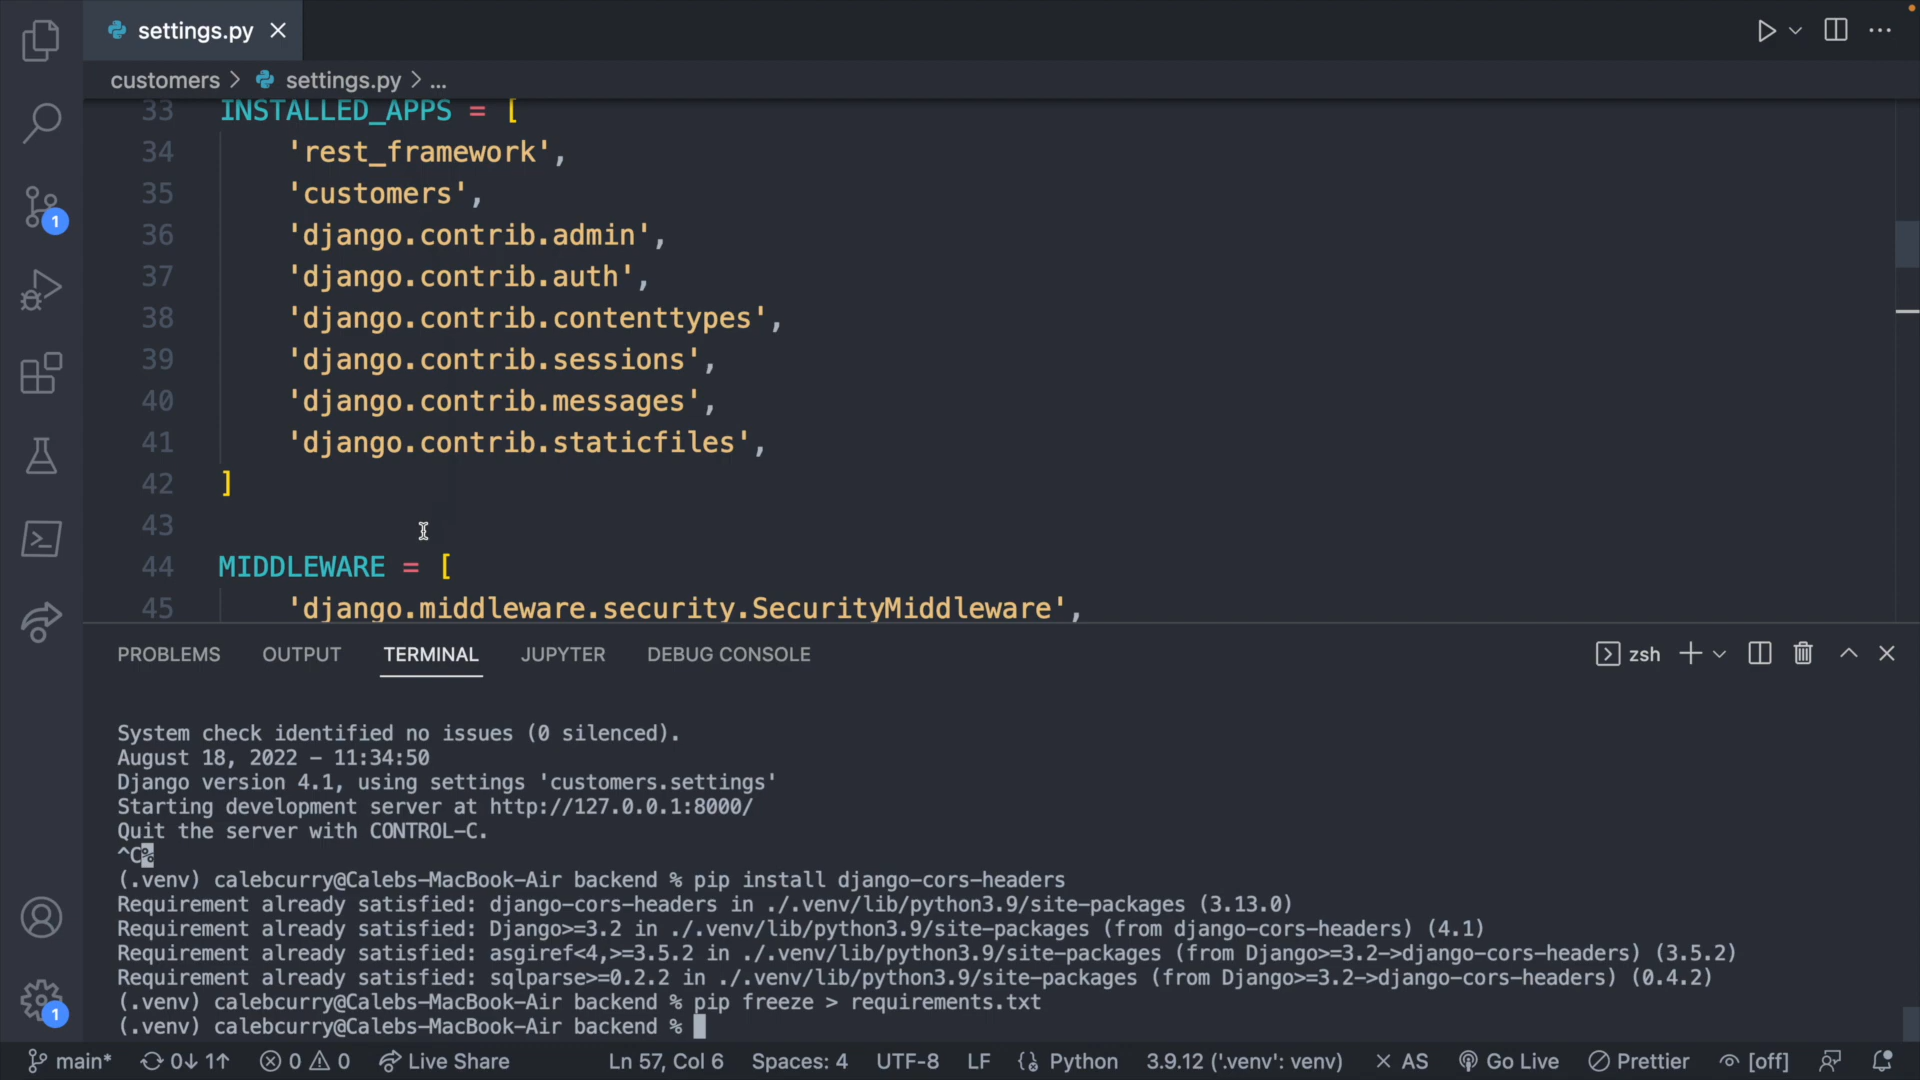 settings.py
customers > settings.py > ...
33 INSTALLED_APPS = [
34 'rest_framework',
35 'customers',
36 'django.contrib.admin',
37 'django.contrib.auth',
38 'django.contrib.contenttypes',
39 'django.contrib.sessions',
40 'django.contrib.messages',
41 'django.contrib.staticfiles',
42 ]
43
44 MIDDLEWARE = [
45 'django.middleware.security.SecurityMiddleware',
1
PROBLEMS OUTPUT TERMINAL JUPYTER DEBUG CONSOLE zsh
System check identified no issues (0 silenced).
August 18, 2022 - 11:34:50
Django version 4.1, using settings 'customers.settings'
Starting development server at http://127.0.0.1:8000/
Quit the server with CONTROL-C.
^C%
(.venv) calebcurry@Calebs-MacBook-Air backend % pip install django-cors-headers
Requirement already satisfied: django-cors-headers in ./.venv/lib/python3.9/site-packages (3.13.0)
Requirement already satisfied: Django>=3.2 in ./.venv/lib/python3.9/site-packages (from django-cors-headers) (4.1)
Requirement already satisfied: asgiref<4,>=3.5.2 in ./.venv/lib/python3.9/site-packages (from Django>=3.2->django-cors-headers) (3.5.2)
Requirement already satisfied: sqlparse>=0.2.2 in ./.venv/lib/python3.9/site-packages (from Django>=3.2->django-cors-headers) (0.4.2)
(.venv) calebcurry@Calebs-MacBook-Air backend % pip freeze > requirements.txt
(.venv) calebcurry@Calebs-MacBook-Air backend %
1
main* 0↓ 1↑ 0 0 Live Share Ln 57, Col 6 Spaces: 4 UTF-8 LF Python 3.9.12 ('.venv': venv) AS Go Live Prettier [off]